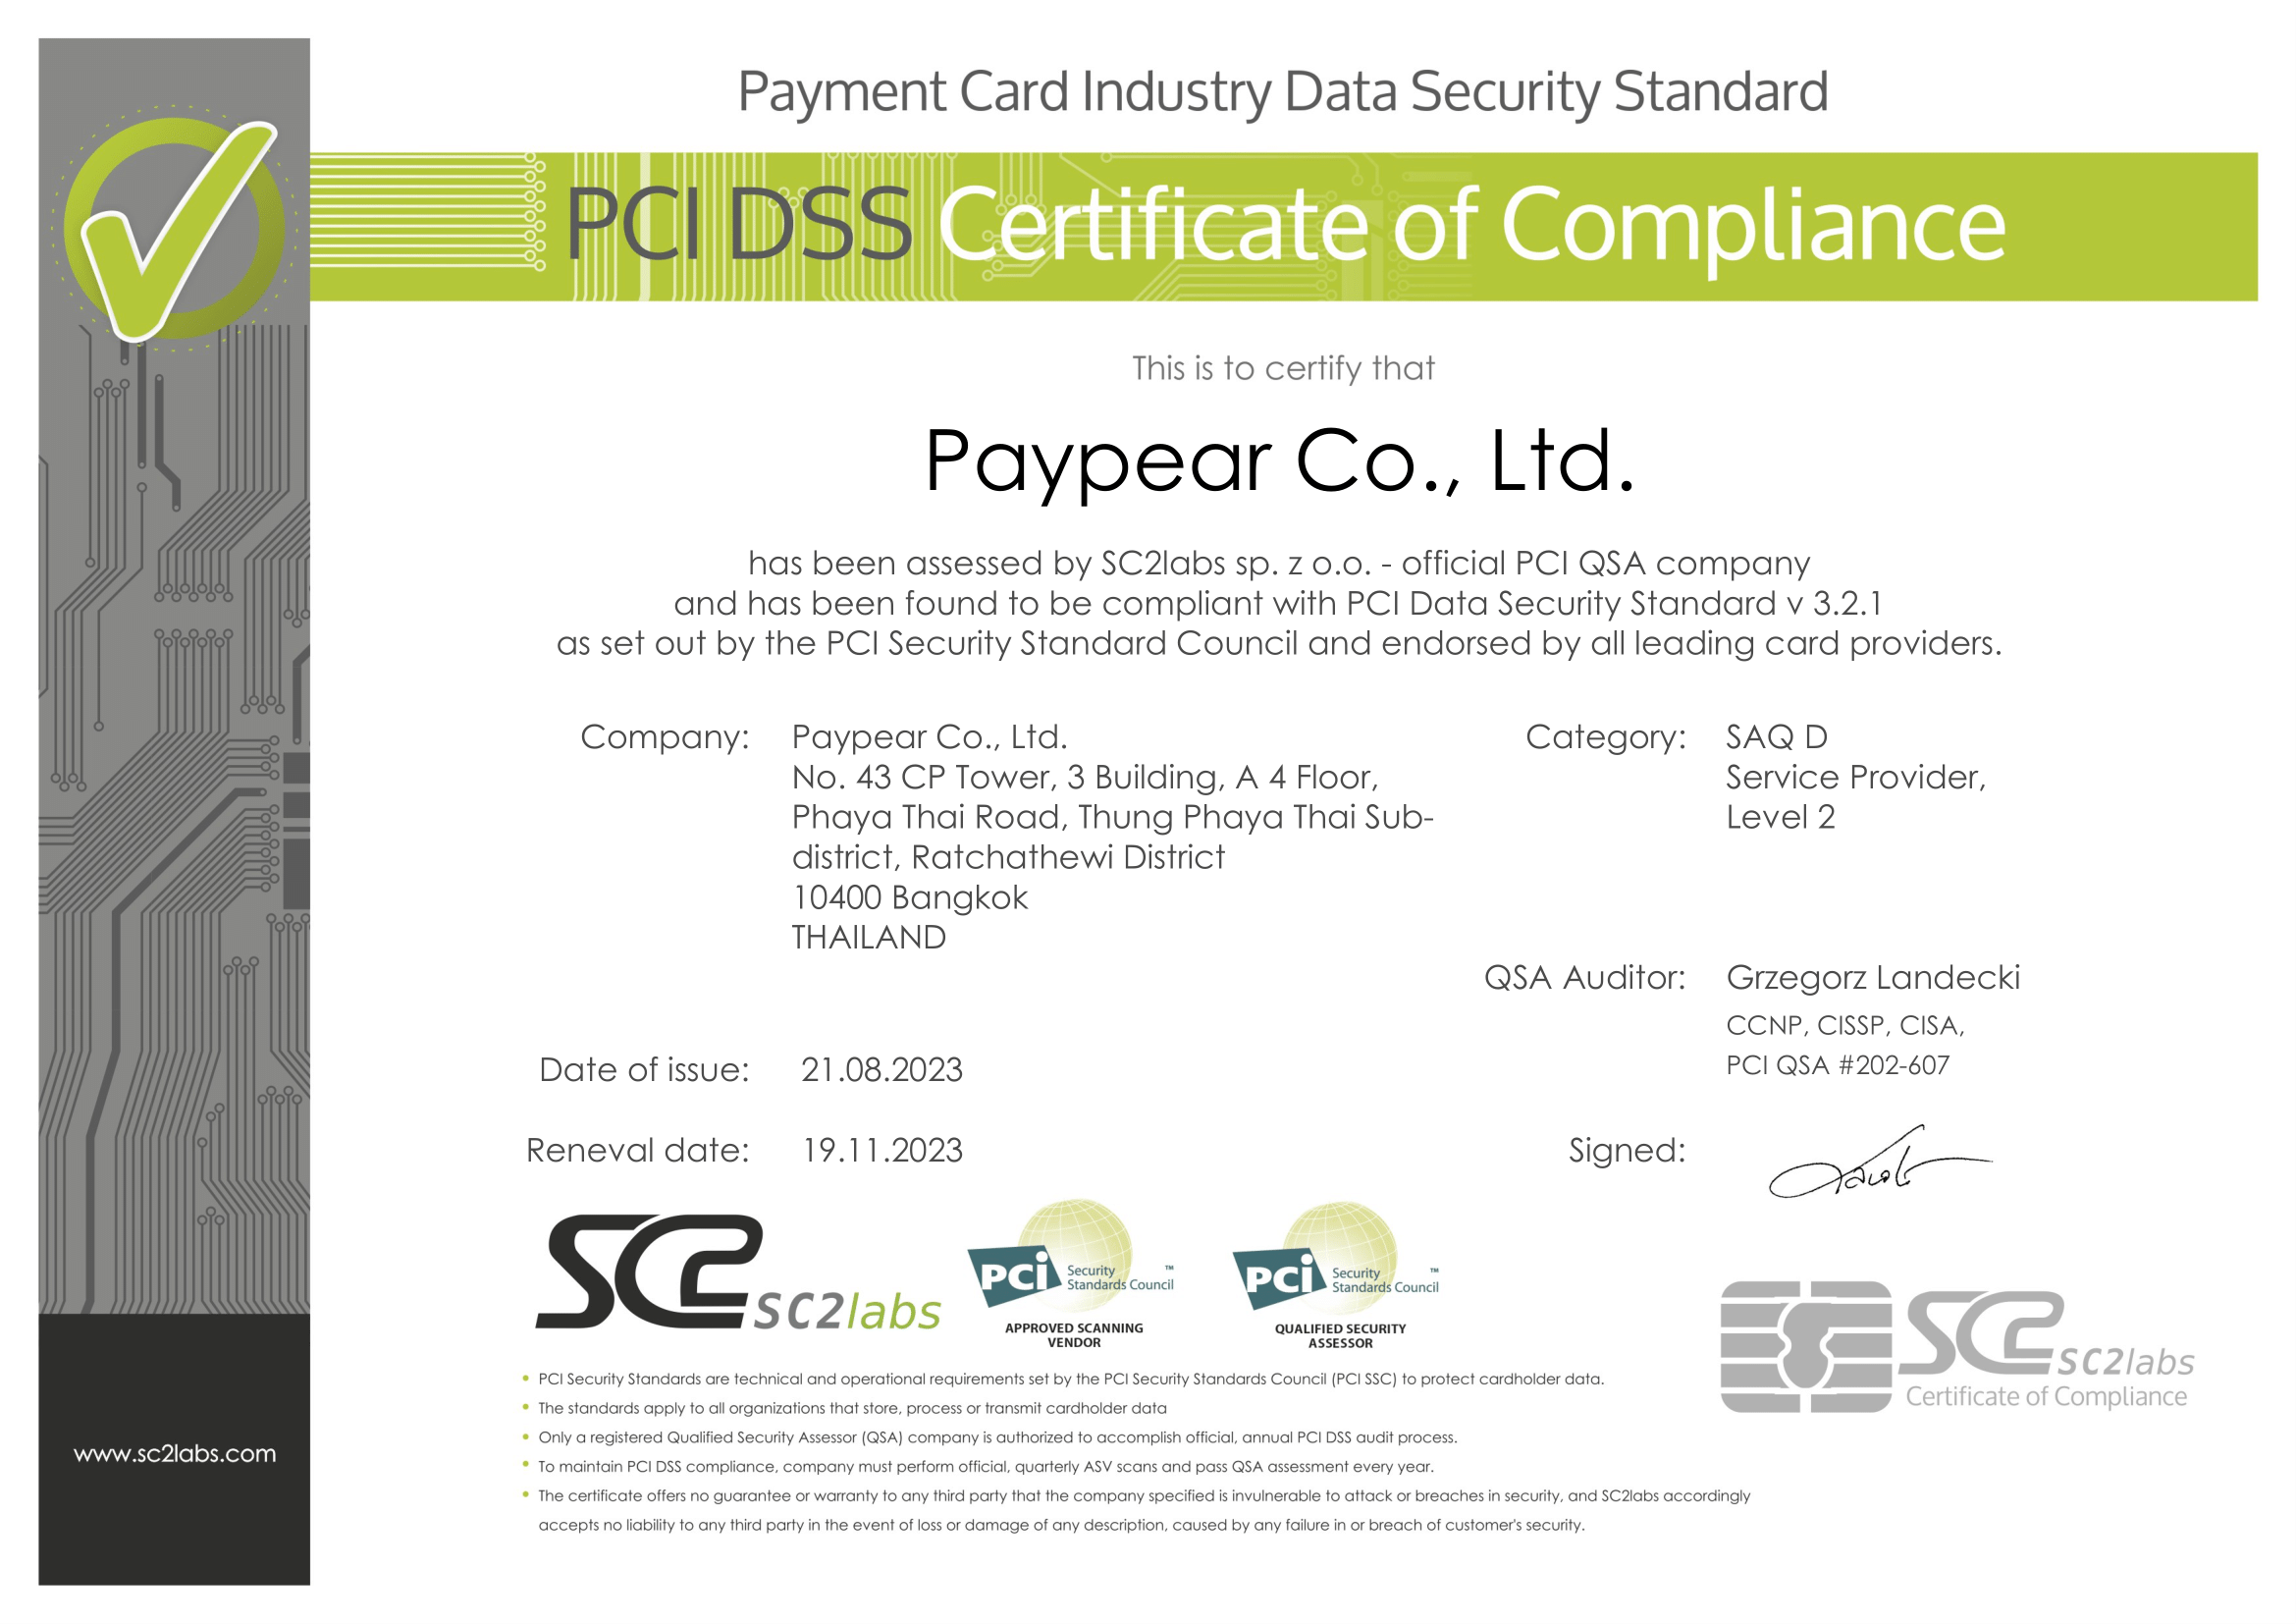 Payment Card Industry Data Security Standard
PCI DSS Certificate of Compliance
This is to certify that
Paypear Co., Ltd.
has been assessed by SC2labs sp. z o.o. - official PCI QSA company
and has been found to be compliant with PCI Data Security Standard v 3.2.1
as set out by the PCI Security Standard Council and endorsed by all leading card providers.
Company: Paypear Co., Ltd.
No. 43 CP Tower, 3 Building, A 4 Floor,
Phaya Thai Road, Thung Phaya Thai Sub-
district, Ratchathewi District
10400 Bangkok
THAILAND
Category: SAQ D
Service Provider,
Level 2
QSA Auditor: Grzegorz Landecki
CCNP, CISSP, CISA,
PCI QSA #202-607
Date of issue: 21.08.2023
Reneval date: 19.11.2023
Signed:
SC2 sc2labs
PCi Security
Standards Council ™
APPROVED SCANNING
VENDOR
PCi Security
Standards Council ™
QUALIFIED SECURITY
ASSESSOR
SC2 sc2labs
Certificate of Compliance
• PCI Security Standards are technical and operational requirements set by the PCI Security Standards Council (PCI SSC) to protect cardholder data.
• The standards apply to all organizations that store, process or transmit cardholder data
• Only a registered Qualified Security Assessor (QSA) company is authorized to accomplish official, annual PCI DSS audit process.
• To maintain PCI DSS compliance, company must perform official, quarterly ASV scans and pass QSA assessment every year.
• The certificate offers no guarantee or warranty to any third party that the company specified is invulnerable to attack or breaches in security, and SC2labs accordingly
accepts no liability to any third party in the event of loss or damage of any description, caused by any failure in or breach of customer's security.
www.sc2labs.com